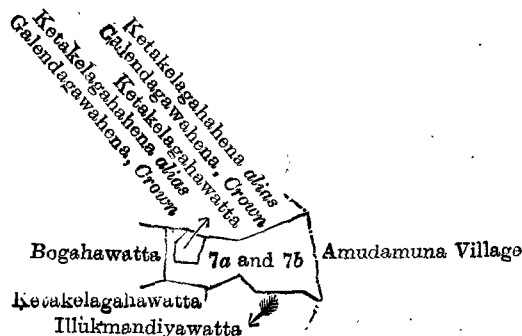 Ketakelagahahena alias
Galendagawahena, Crown
Ketakelagahawatta
Ketakelagahahena alias
Galendagawahena, Crown
Bogahawatta
7a and 7b
Amudamuna Village
Ketakelagahawatta
Illukmandiyawatta